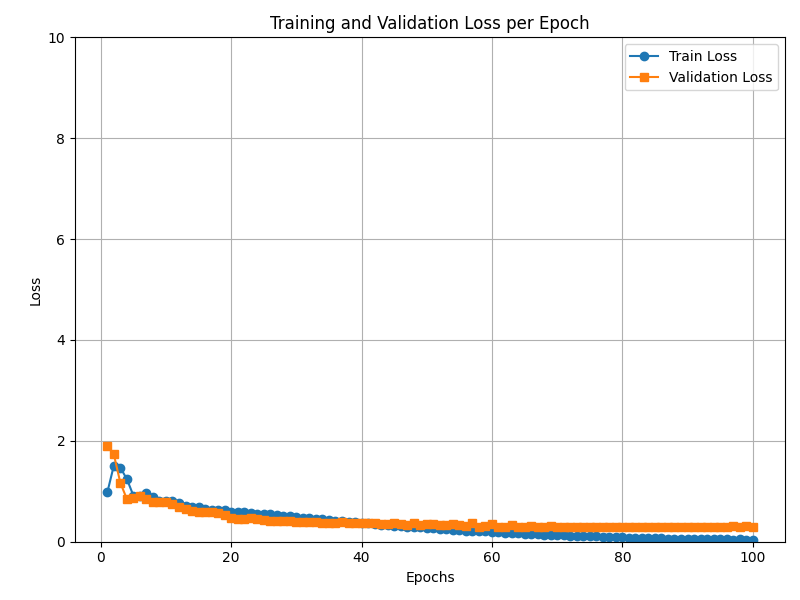 Training and Validation Loss per Epoch
Train Loss
Validation Loss
Loss
10
8
6
4
2
0
0 20 40 60 80 100
Epochs